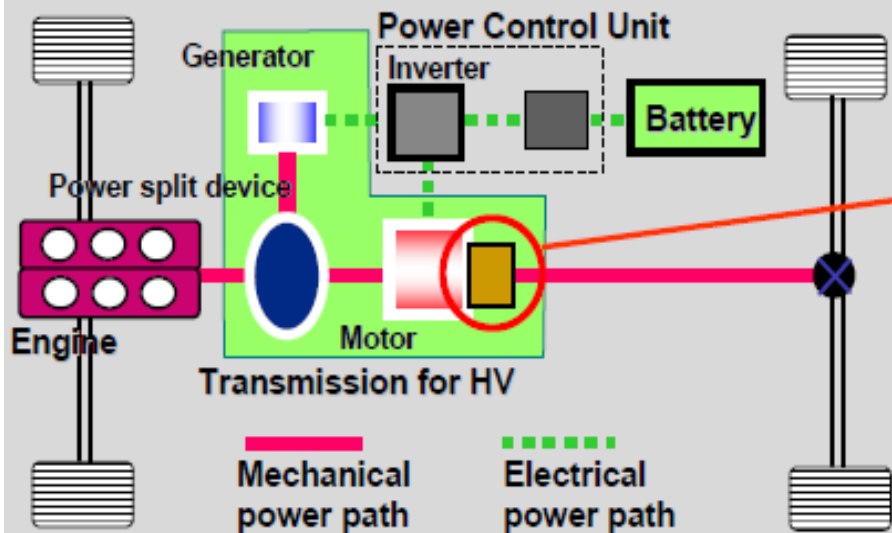 Power Control Unit
Generator
Inverter
Battery
Power split device
Engine
Motor
Transmission for HV
Mechanical
power path
Electrical
power path